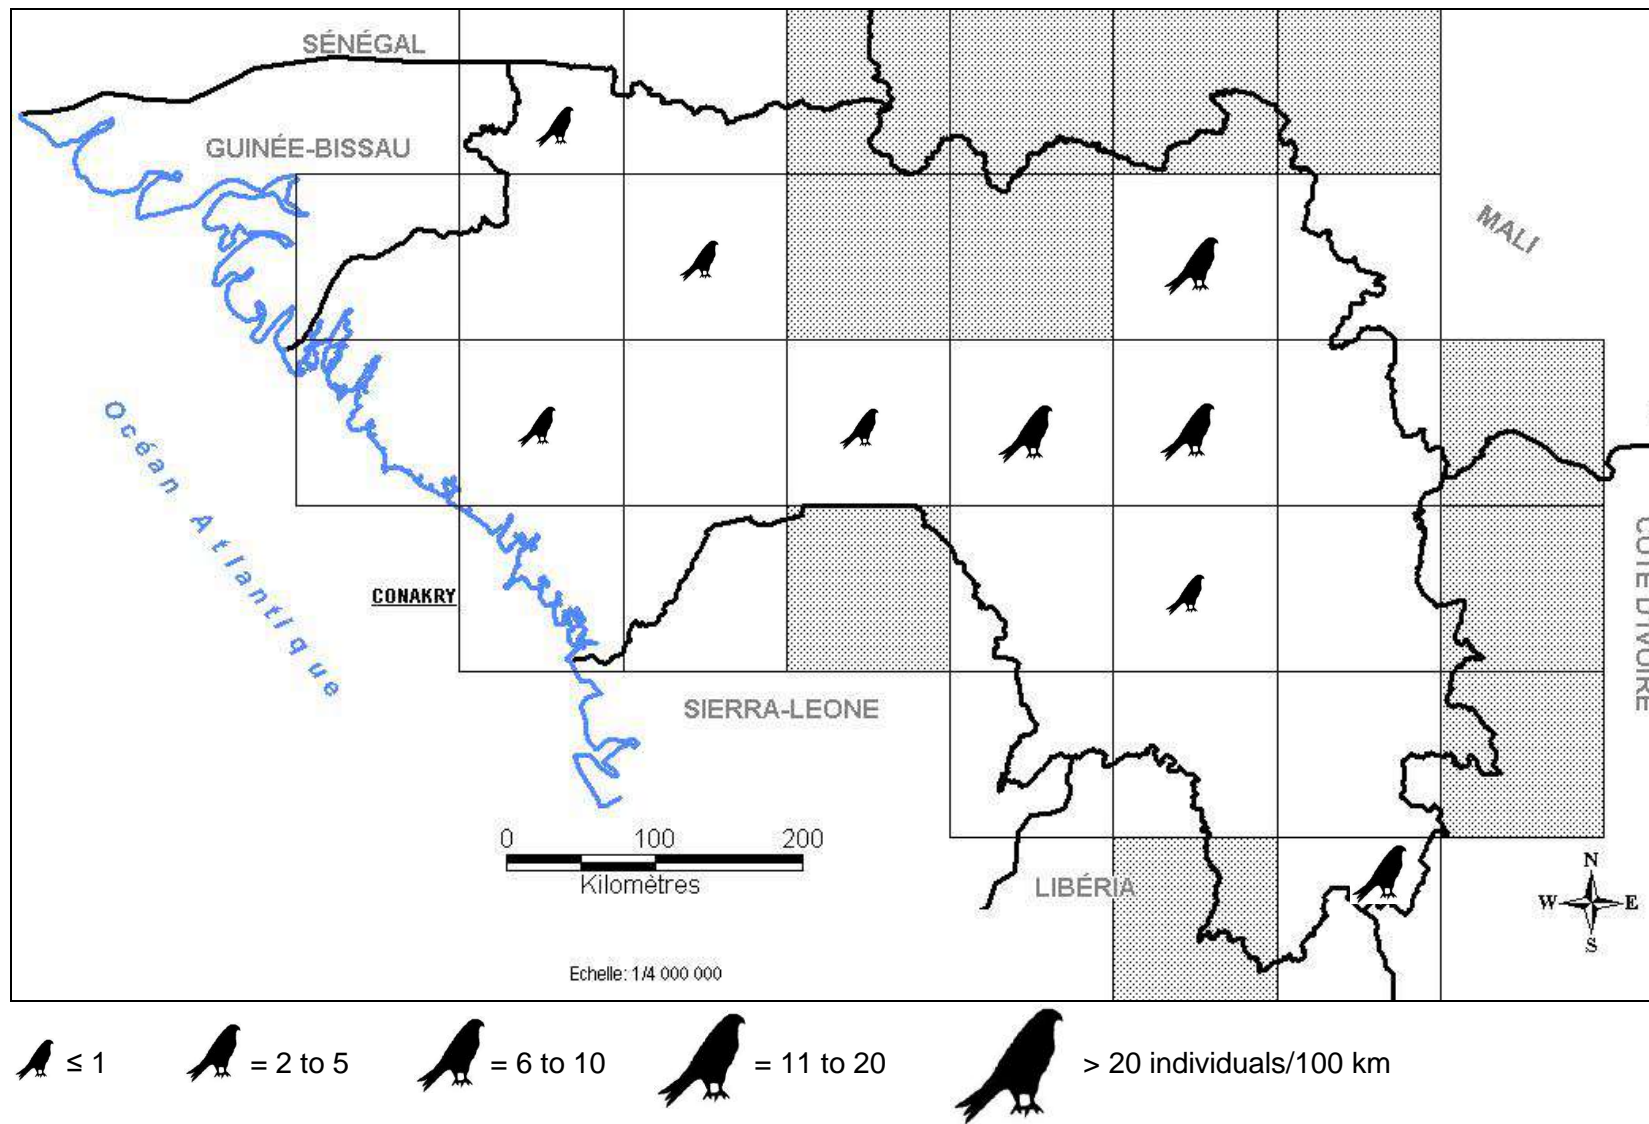 SÉNÉGAL
GUINÉE-BISSAU
MALI
Océan Atlantique
CONAKRY
CÔTE D'IVOIRE
SIERRA-LEONE
0 100 200
Kilomètres
LIBÉRIA
N
W E
S
Echelle: 1/4 000 000
≤ 1 = 2 to 5 = 6 to 10 = 11 to 20 > 20 individuals/100 km